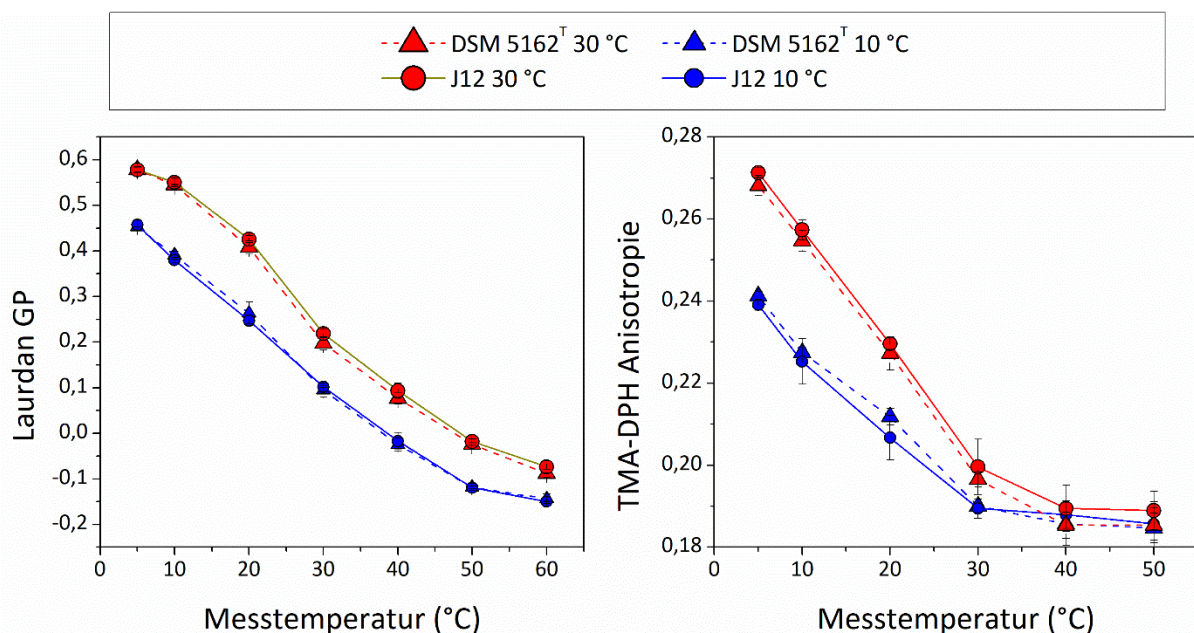 DSM 5162ᵀ 30 °C DSM 5162ᵀ 10 °C
J12 30 °C J12 10 °C
Laurdan GP
0,6
0,5
0,4
0,3
0,2
0,1
0,0
-0,1
-0,2
0 10 20 30 40 50 60
Messtemperatur (°C)
TMA-DPH Anisotropie
0,28
0,26
0,24
0,22
0,20
0,18
0 10 20 30 40 50
Messtemperatur (°C)